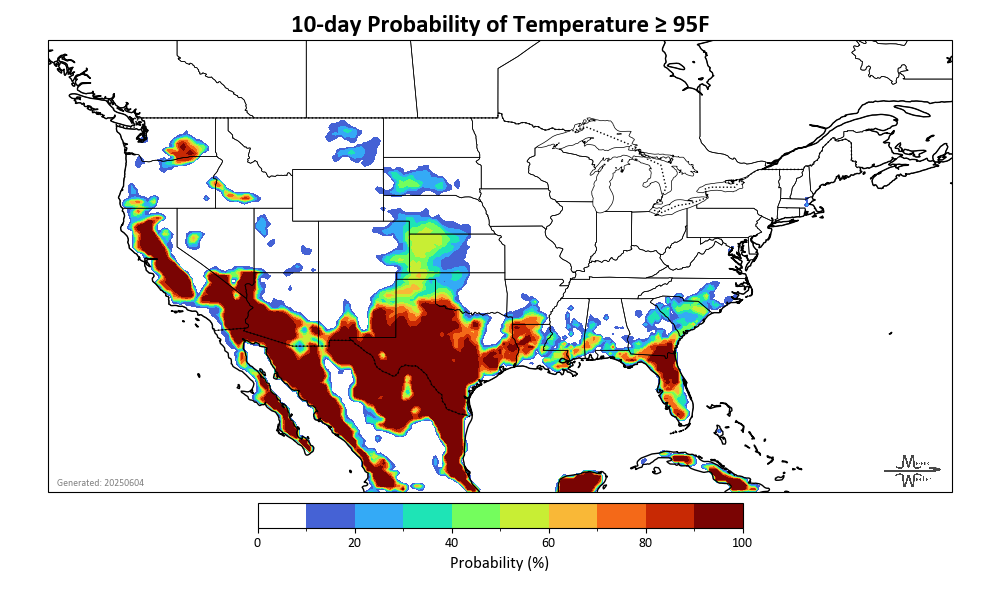 10-day Probability of Temperature ≥ 95F
Generated: 20250604
0 20 40 60 80 100
Probability (%)